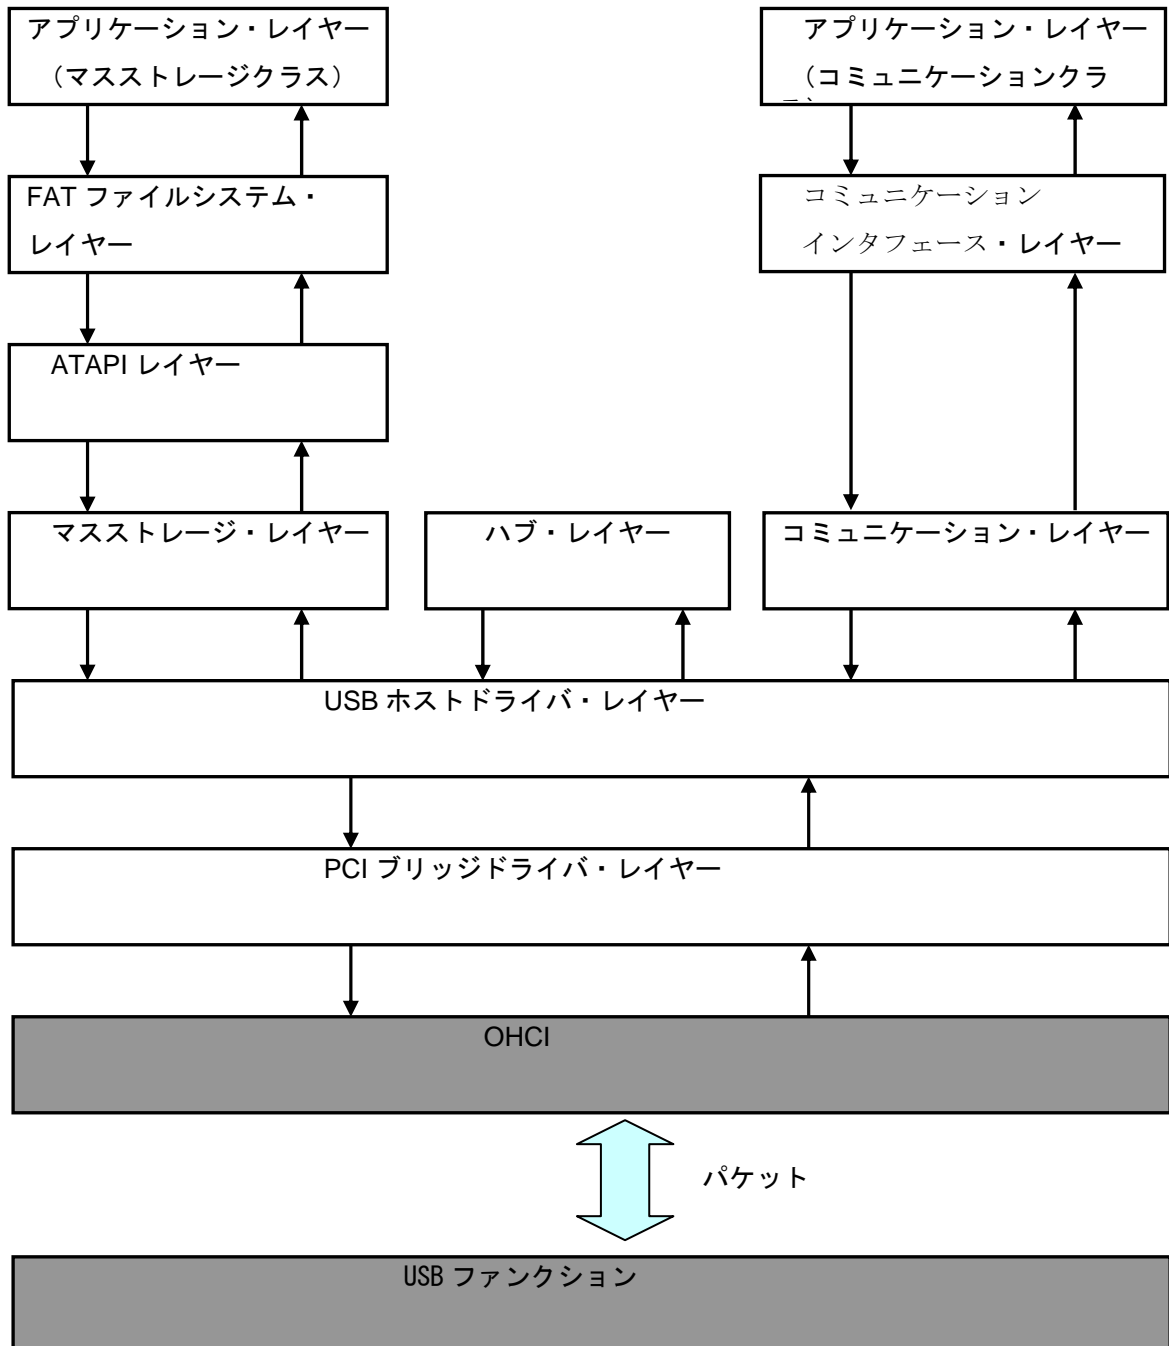 アプリケーション・レイヤー
（マスストレージクラス）
アプリケーション・レイヤー
（コミュニケーションクラ
FAT ファイルシステム・
レイヤー
コミュニケーション
インタフェース・レイヤー
ATAPI レイヤー
マスストレージ・レイヤー
ハブ・レイヤー
コミュニケーション・レイヤー
USB ホストドライバ・レイヤー
PCI ブリッジドライバ・レイヤー
OHCI
パケット
USB ファンクション